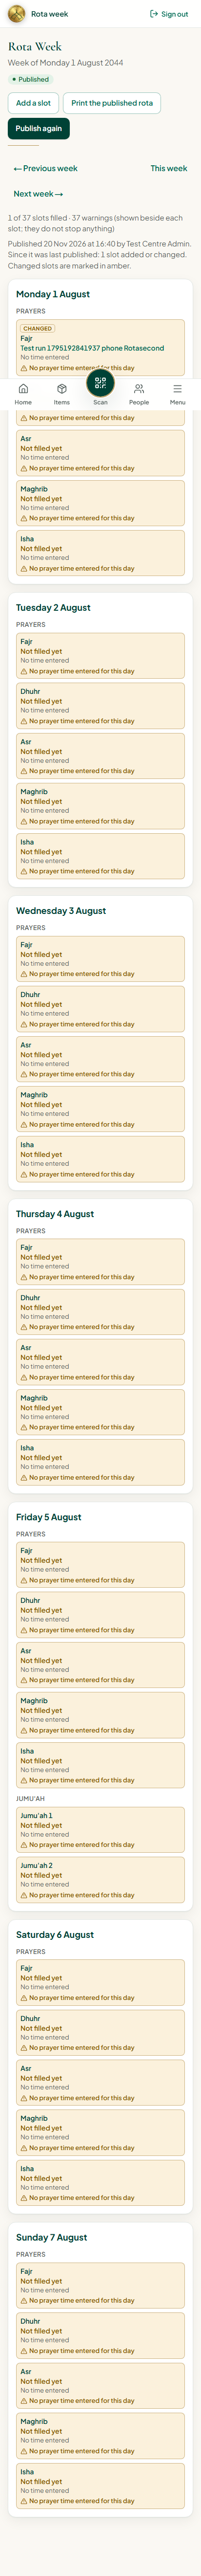 Rota week
Sign out
Rota Week
Week of Monday 1 August 2044
Published
Add a slot
Print the published rota
Publish again
← Previous week
This week
Next week →
1 of 37 slots filled · 37 warnings (shown beside each
slot; they do not stop anything)
Published 20 Nov 2026 at 16:40 by Test Centre Admin.
Since it was last published: 1 slot added or changed.
Changed slots are marked in amber.
Monday 1 August
PRAYERS
CHANGED
Fajr
Test run 1795192841937 phone Rotasecond
No time entered
No prayer time entered for this day
Home
Items
Scan
People
Menu
No prayer time entered for this day
Asr
Not filled yet
No time entered
No prayer time entered for this day
Maghrib
Not filled yet
No time entered
No prayer time entered for this day
Isha
Not filled yet
No time entered
No prayer time entered for this day
Tuesday 2 August
PRAYERS
Fajr
Not filled yet
No time entered
No prayer time entered for this day
Dhuhr
Not filled yet
No time entered
No prayer time entered for this day
Asr
Not filled yet
No time entered
No prayer time entered for this day
Maghrib
Not filled yet
No time entered
No prayer time entered for this day
Isha
Not filled yet
No time entered
No prayer time entered for this day
Wednesday 3 August
PRAYERS
Fajr
Not filled yet
No time entered
No prayer time entered for this day
Dhuhr
Not filled yet
No time entered
No prayer time entered for this day
Asr
Not filled yet
No time entered
No prayer time entered for this day
Maghrib
Not filled yet
No time entered
No prayer time entered for this day
Isha
Not filled yet
No time entered
No prayer time entered for this day
Thursday 4 August
PRAYERS
Fajr
Not filled yet
No time entered
No prayer time entered for this day
Dhuhr
Not filled yet
No time entered
No prayer time entered for this day
Asr
Not filled yet
No time entered
No prayer time entered for this day
Maghrib
Not filled yet
No time entered
No prayer time entered for this day
Isha
Not filled yet
No time entered
No prayer time entered for this day
Friday 5 August
PRAYERS
Fajr
Not filled yet
No time entered
No prayer time entered for this day
Dhuhr
Not filled yet
No time entered
No prayer time entered for this day
Asr
Not filled yet
No time entered
No prayer time entered for this day
Maghrib
Not filled yet
No time entered
No prayer time entered for this day
Isha
Not filled yet
No time entered
No prayer time entered for this day
JUMU'AH
Jumu'ah 1
Not filled yet
No time entered
No prayer time entered for this day
Jumu'ah 2
Not filled yet
No time entered
No prayer time entered for this day
Saturday 6 August
PRAYERS
Fajr
Not filled yet
No time entered
No prayer time entered for this day
Dhuhr
Not filled yet
No time entered
No prayer time entered for this day
Asr
Not filled yet
No time entered
No prayer time entered for this day
Maghrib
Not filled yet
No time entered
No prayer time entered for this day
Isha
Not filled yet
No time entered
No prayer time entered for this day
Sunday 7 August
PRAYERS
Fajr
Not filled yet
No time entered
No prayer time entered for this day
Dhuhr
Not filled yet
No time entered
No prayer time entered for this day
Asr
Not filled yet
No time entered
No prayer time entered for this day
Maghrib
Not filled yet
No time entered
No prayer time entered for this day
Isha
Not filled yet
No time entered
No prayer time entered for this day